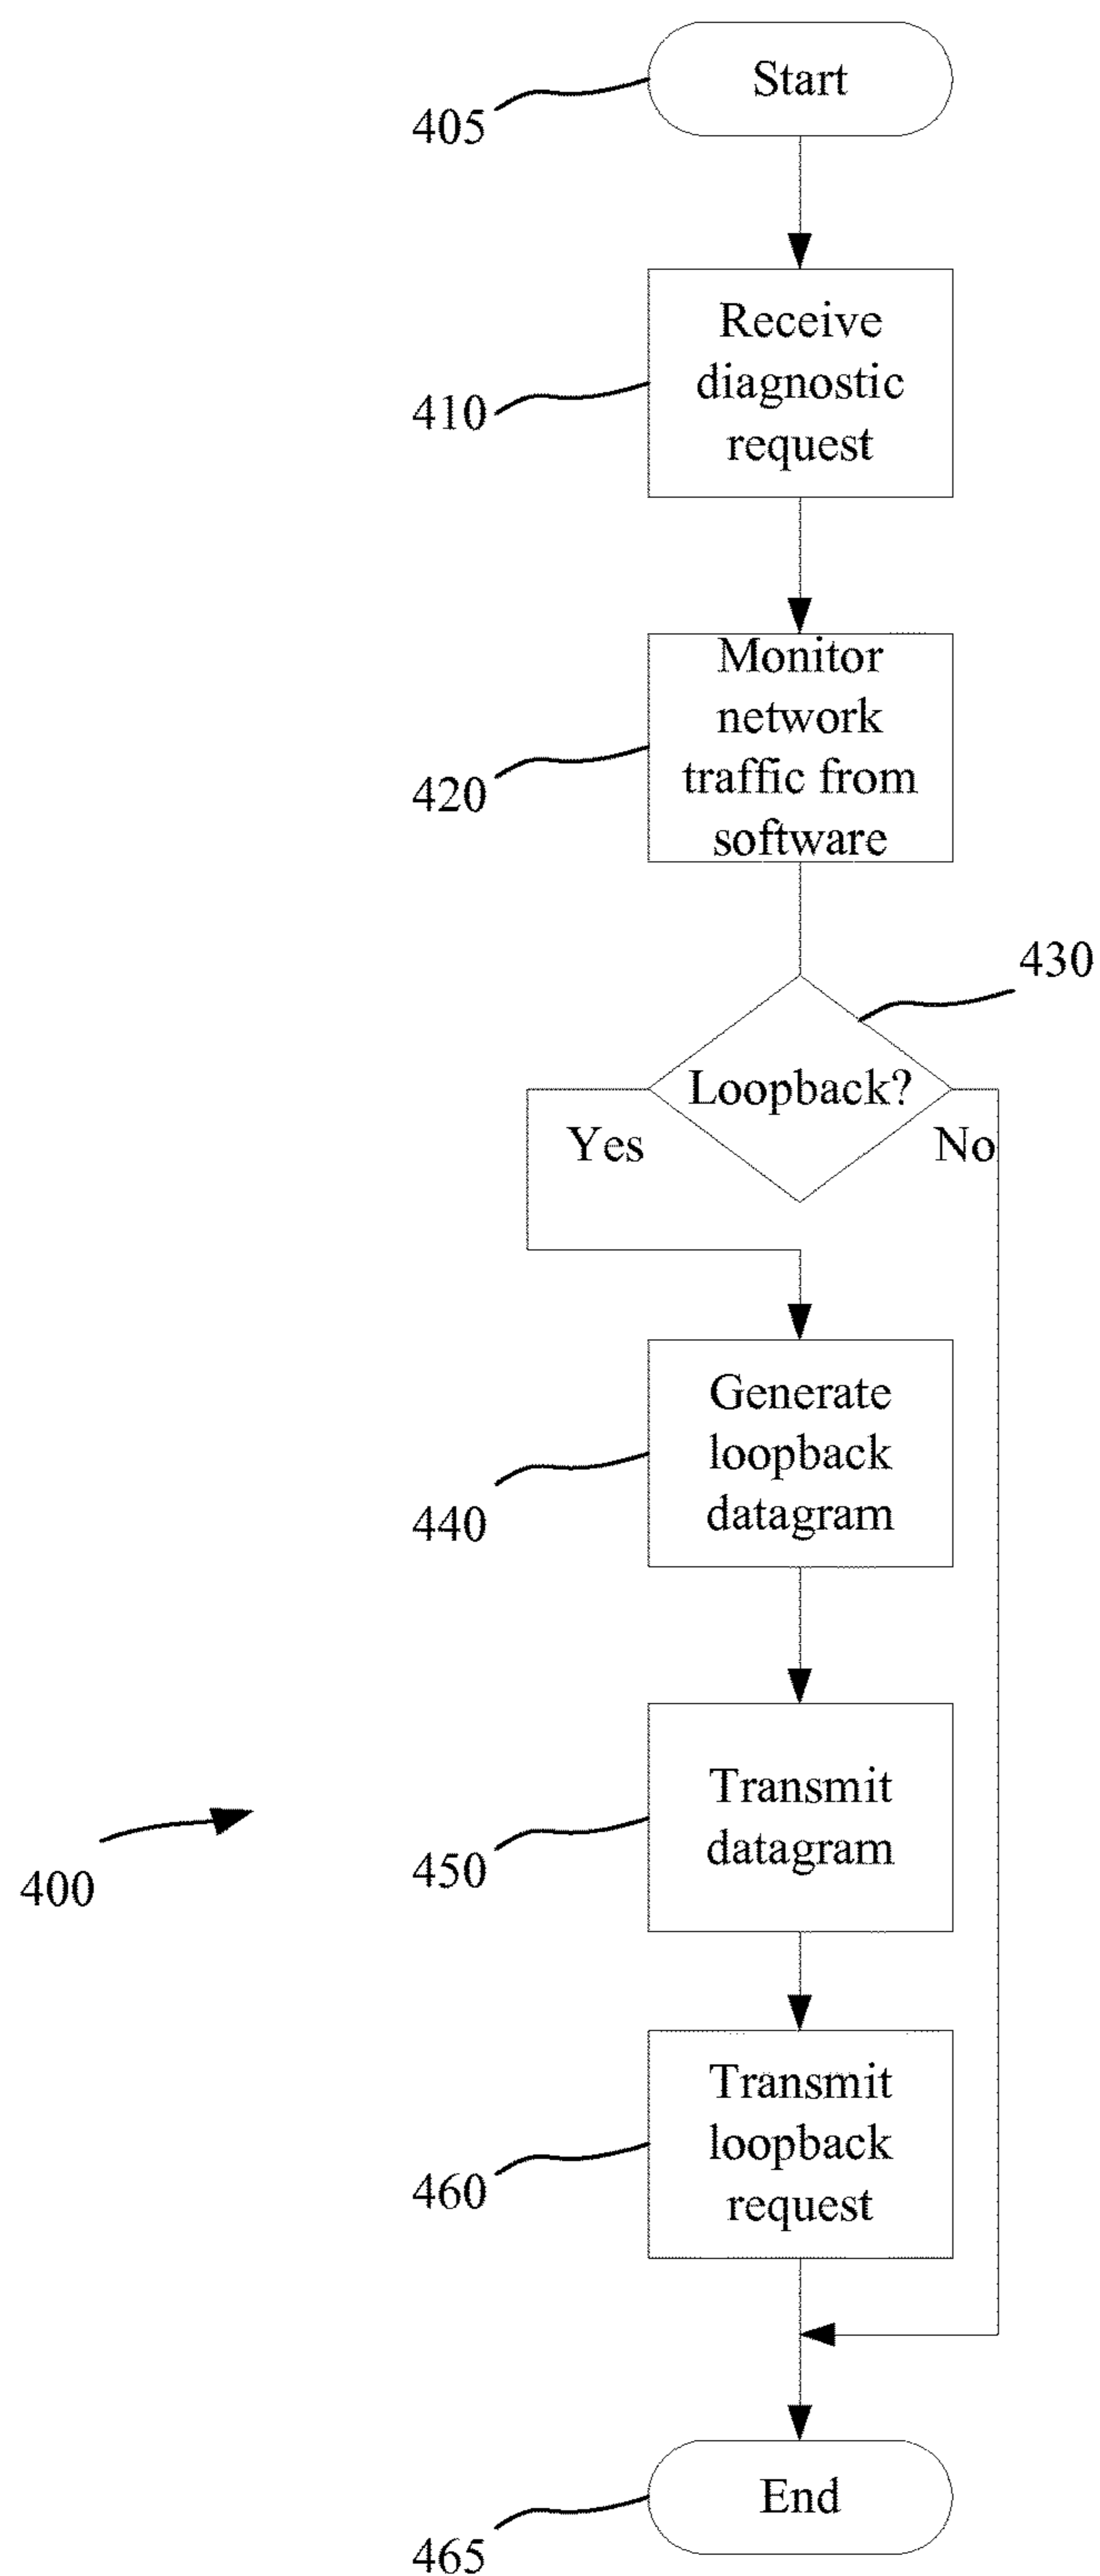 Start
405
Receive
diagnostic
request
410
Monitor
network
traffic from
software
420
430
Loopback?
Yes
No
Generate
loopback
datagram
440
Transmit
datagram
450
400
Transmit
loopback
request
460
End
465